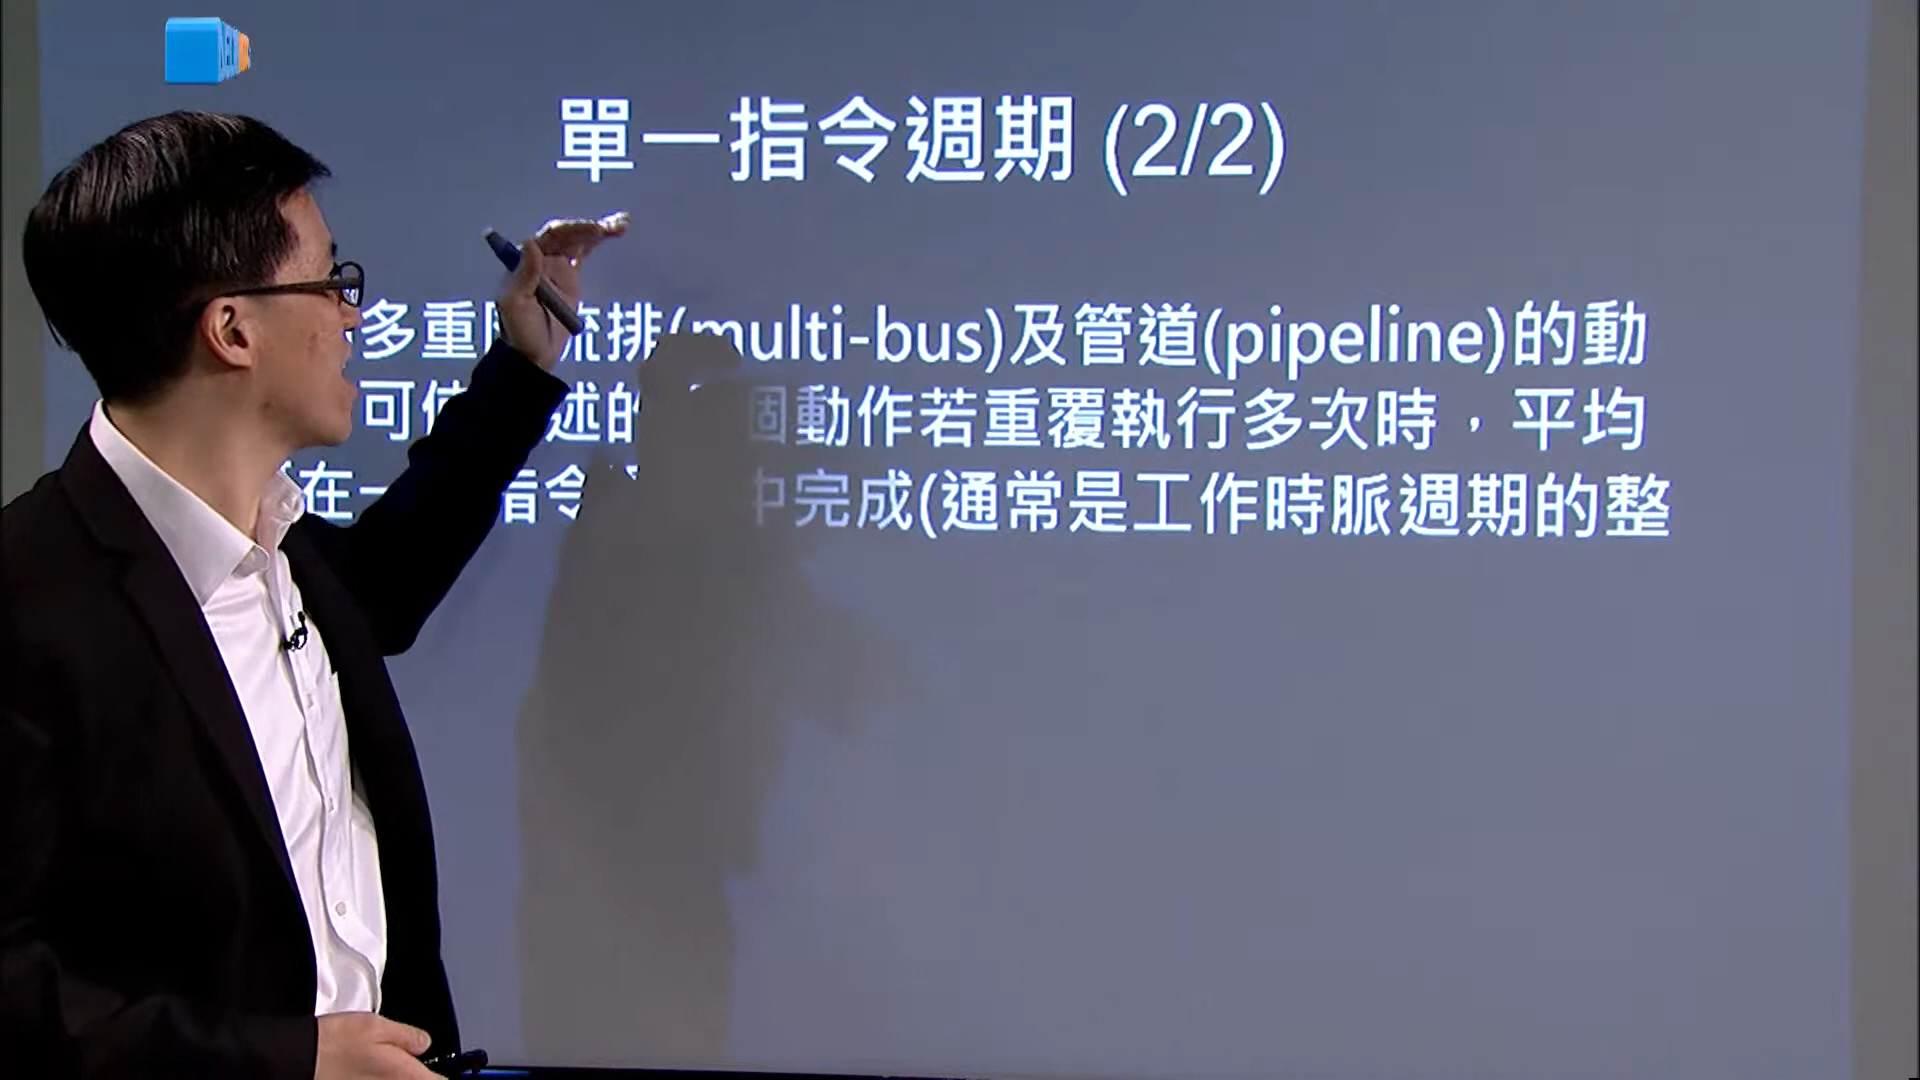 單一指令週期 (2/2)
多重 流排(multi-bus)及管道(pipeline)的動
可 述的 個動作若重覆執行多次時，平均
在一 指令 中完成(通常是工作時脈週期的整